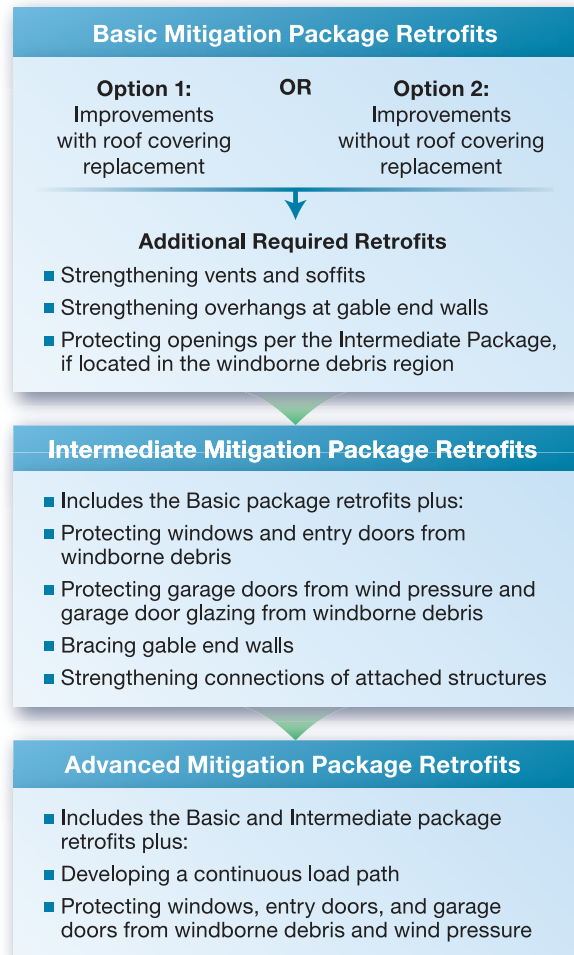 Basic Mitigation Package Retrofits
Option 1:
Improvements
with roof covering
replacement
OR
Option 2:
Improvements
without roof covering
replacement
Additional Required Retrofits
■ Strengthening vents and soffits
■ Strengthening overhangs at gable end walls
■ Protecting openings per the Intermediate Package,
if located in the windborne debris region
Intermediate Mitigation Package Retrofits
■ Includes the Basic package retrofits plus:
■ Protecting windows and entry doors from
windborne debris
■ Protecting garage doors from wind pressure and
garage door glazing from windborne debris
■ Bracing gable end walls
■ Strengthening connections of attached structures
Advanced Mitigation Package Retrofits
■ Includes the Basic and Intermediate package
retrofits plus:
■ Developing a continuous load path
■ Protecting windows, entry doors, and garage
doors from windborne debris and wind pressure